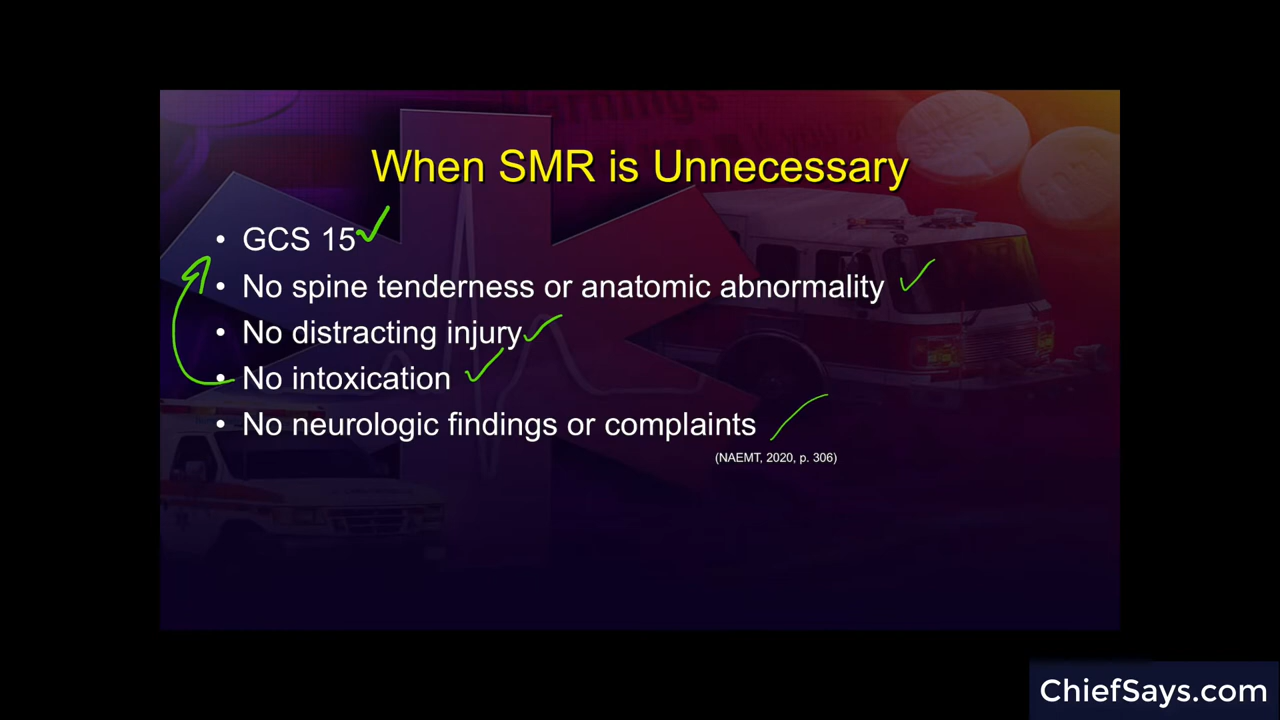 When SMR is Unnecessary
• GCS 15
• No spine tenderness or anatomic abnormality
• No distracting injury
• No intoxication
• No neurologic findings or complaints
(NAEMT, 2020, p. 306)
ChiefSays.com